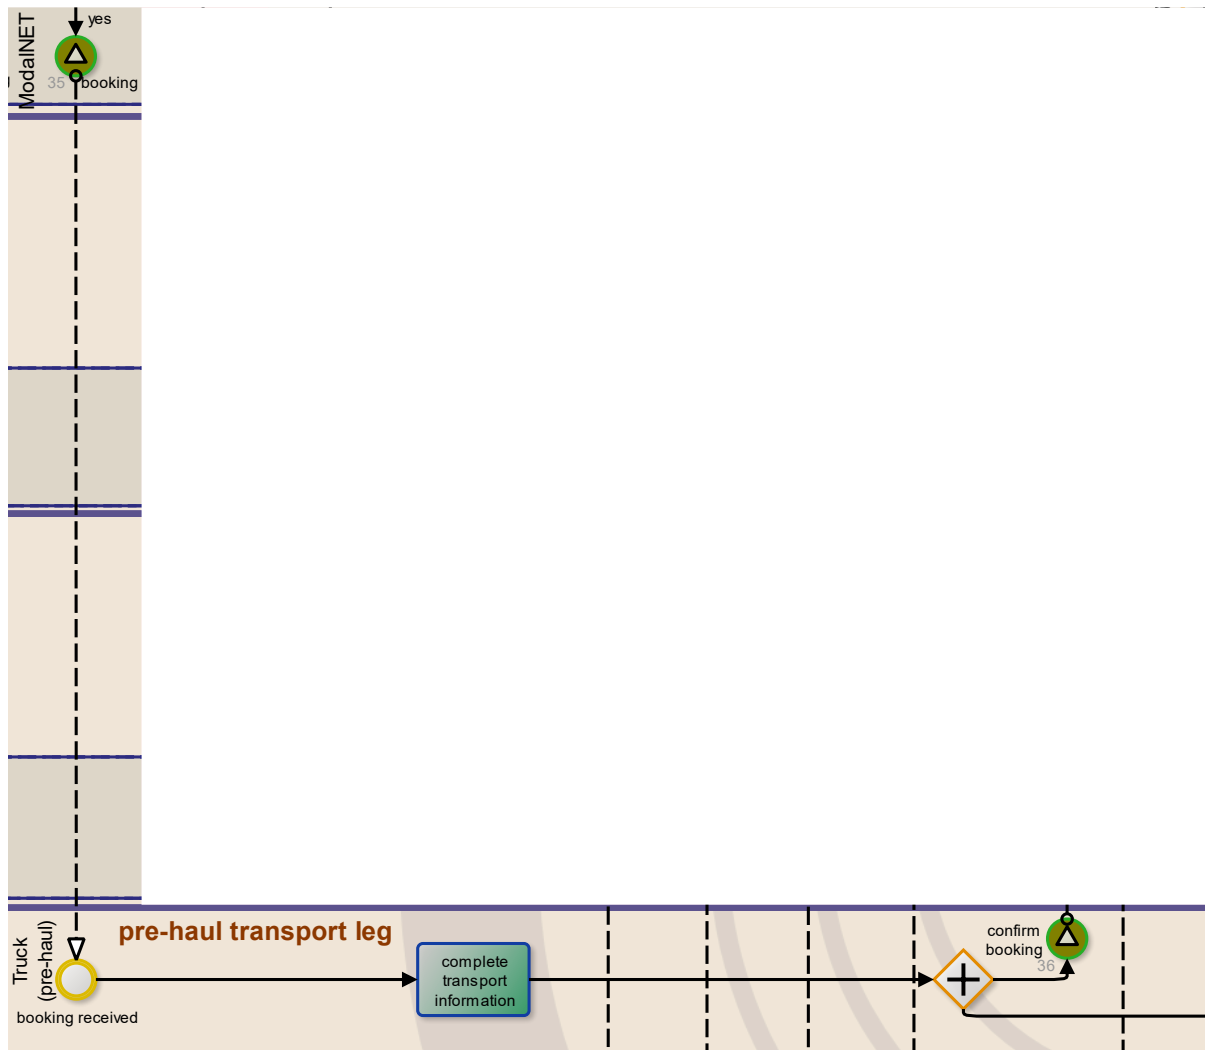 yes
ModalNET
35
booking
pre-haul transport leg
Truck
(pre-haul)
booking received
complete
transport
information
confirm
booking
36